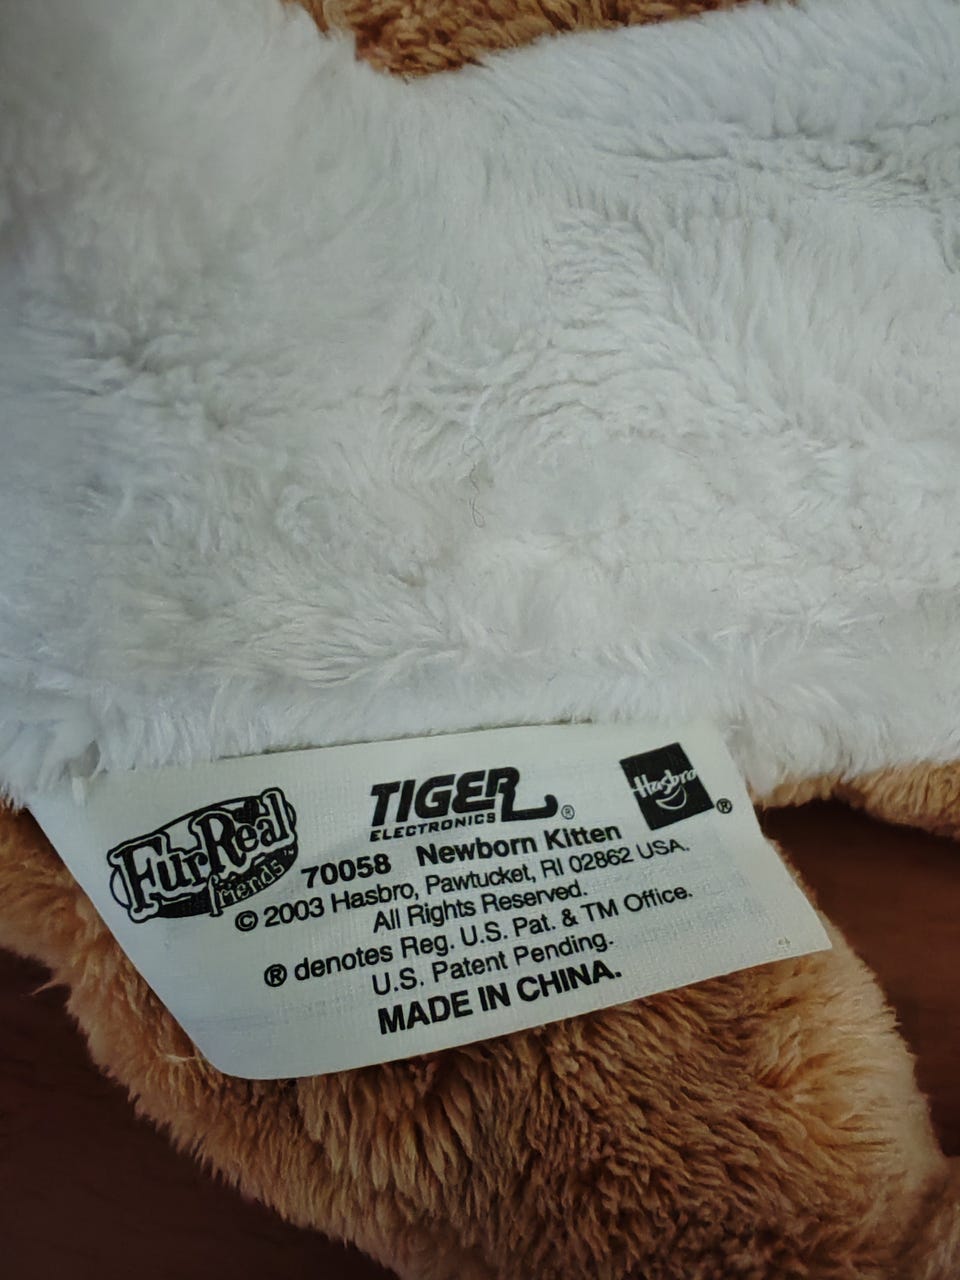 FurReal friends™
TIGER ELECTRONICS®
Hasbro®
70058 Newborn Kitten
© 2003 Hasbro, Pawtucket, RI 02862 USA.
All Rights Reserved.
® denotes Reg. U.S. Pat. & TM Office.
U.S. Patent Pending.
MADE IN CHINA.